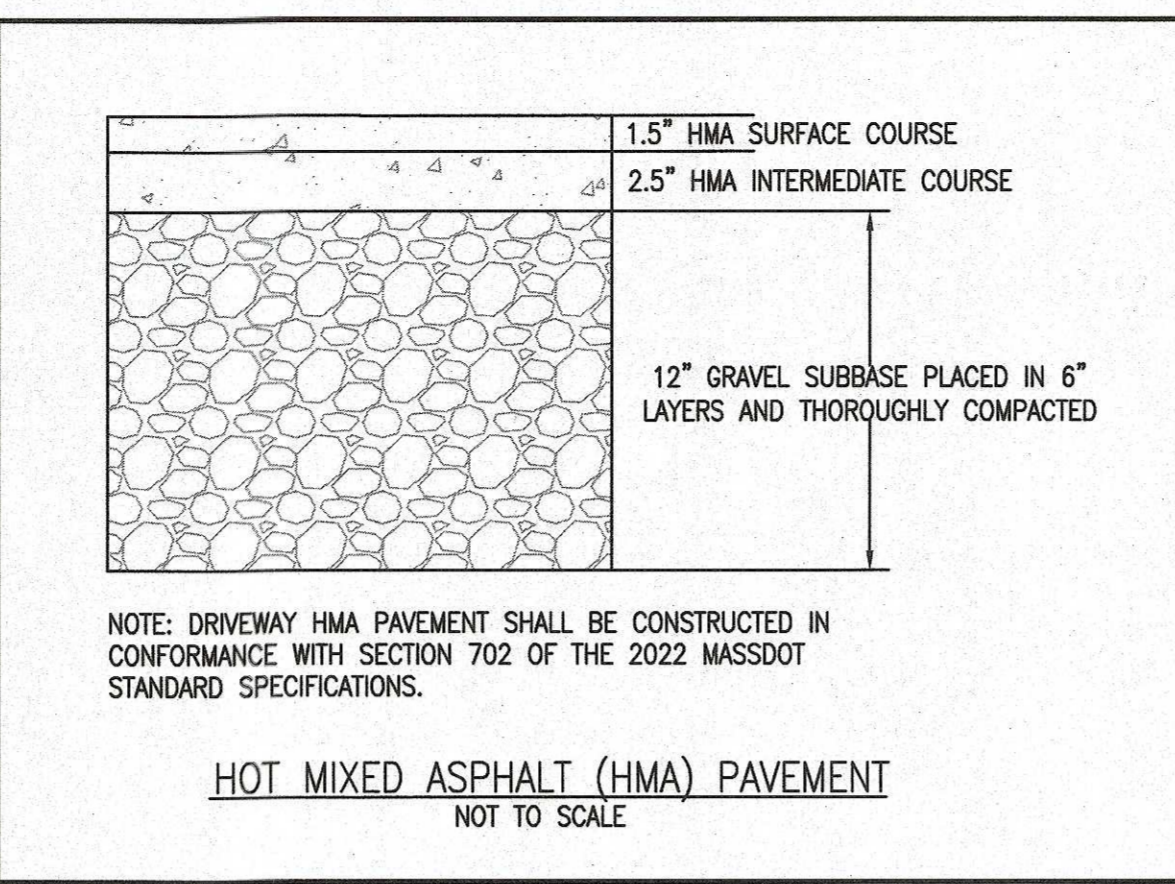 1.5" HMA SURFACE COURSE
2.5" HMA INTERMEDIATE COURSE
12" GRAVEL SUBBASE PLACED IN 6"
LAYERS AND THOROUGHLY COMPACTED
NOTE: DRIVEWAY HMA PAVEMENT SHALL BE CONSTRUCTED IN
CONFORMANCE WITH SECTION 702 OF THE 2022 MASSDOT
STANDARD SPECIFICATIONS.
HOT MIXED ASPHALT (HMA) PAVEMENT
NOT TO SCALE